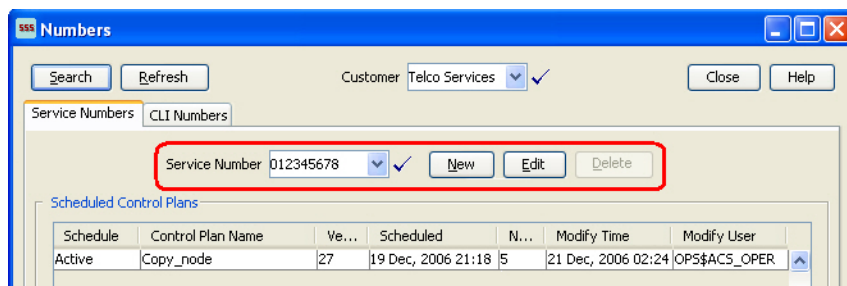 sss Numbers
Search Refresh Customer Telco Services Close Help
Service Numbers CLI Numbers
Service Number 012345678 New Edit Delete
Scheduled Control Plans
Schedule Control Plan Name Ve... Scheduled N... Modify Time Modify User
Active Copy_node 27 19 Dec, 2006 21:18 5 21 Dec, 2006 02:24 OPS$ACS_OPER